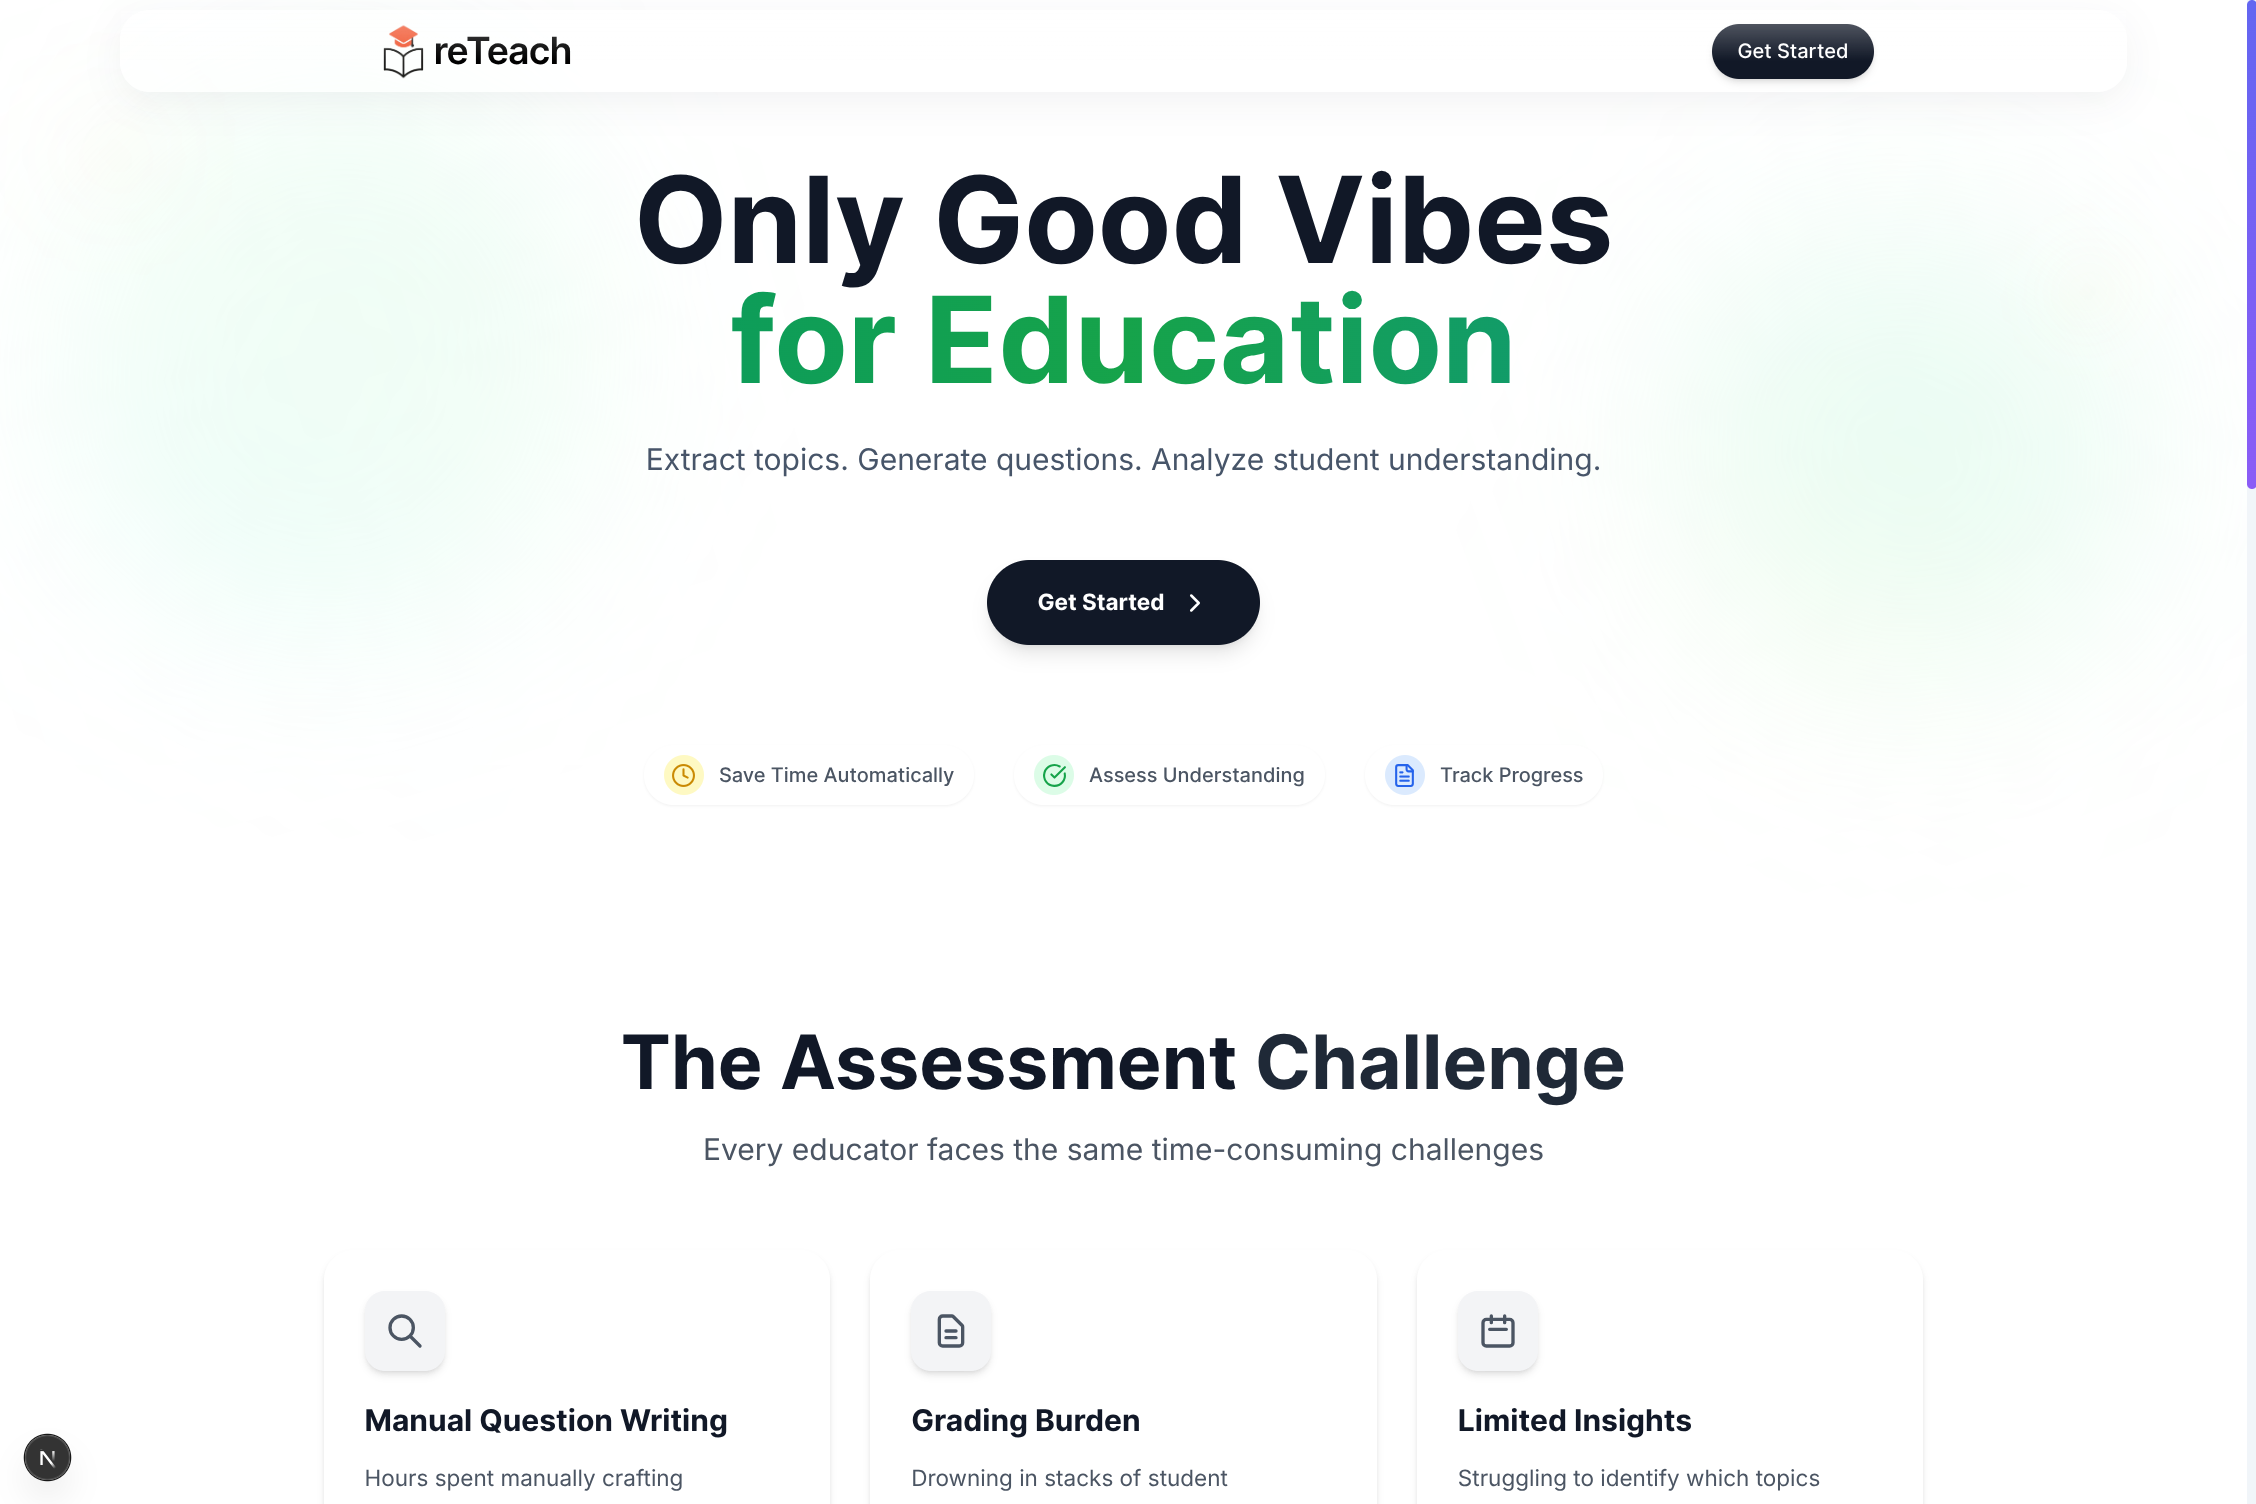 reTeach
Get Started
Only Good Vibes
for Education
Extract topics. Generate questions. Analyze student understanding.
Get Started
Save Time Automatically
Assess Understanding
Track Progress
The Assessment Challenge
Every educator faces the same time-consuming challenges
Manual Question Writing
Hours spent manually crafting
Grading Burden
Drowning in stacks of student
Limited Insights
Struggling to identify which topics
N